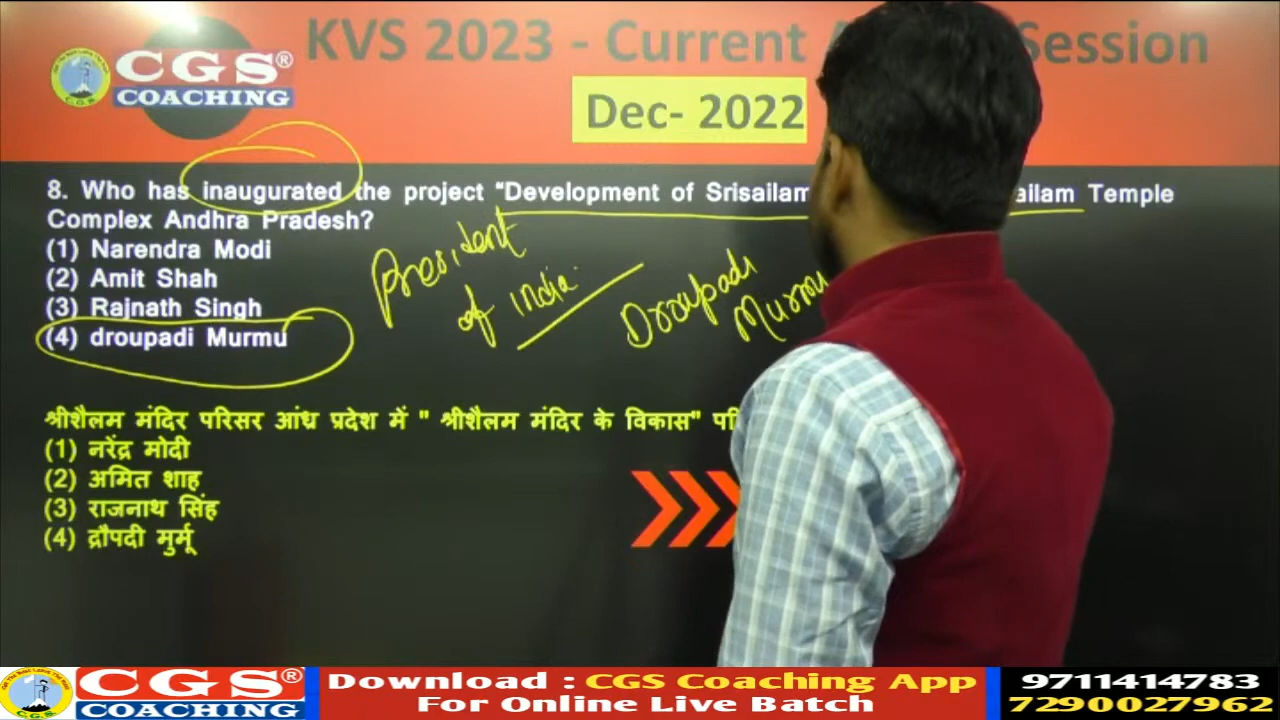 CGS®
COACHING
KVS 2023 - Current Session
Dec- 2022
8. Who has inaugurated the project “Development of Srisailam Temple
Complex Andhra Pradesh?
(1) Narendra Modi
(2) Amit Shah
(3) Rajnath Singh
(4) droupadi Murmu
President
of india
Droupadi
Murmu
श्रीशैलम मंदिर परिसर आंध्र प्रदेश में " श्रीशैलम मंदिर के विकास"
(1) नरेंद्र मोदी
(2) अमित शाह
(3) राजनाथ सिंह
(4) द्रौपदी मुर्मू
CGS®
COACHING
Download : CGS Coaching App
For Online Live Batch
9711414783
7290027962